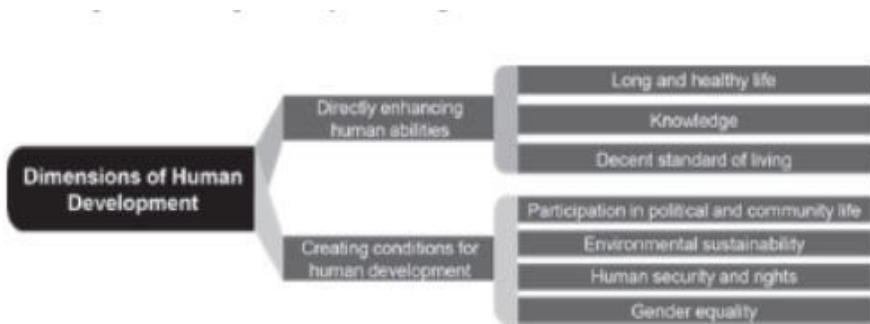 Dimensions of Human
Development
Directly enhancing
human abilities
Long and healthy life
Knowledge
Decent standard of living
Creating conditions for
human development
Participation in political and community life
Environmental sustainability
Human security and rights
Gender equality